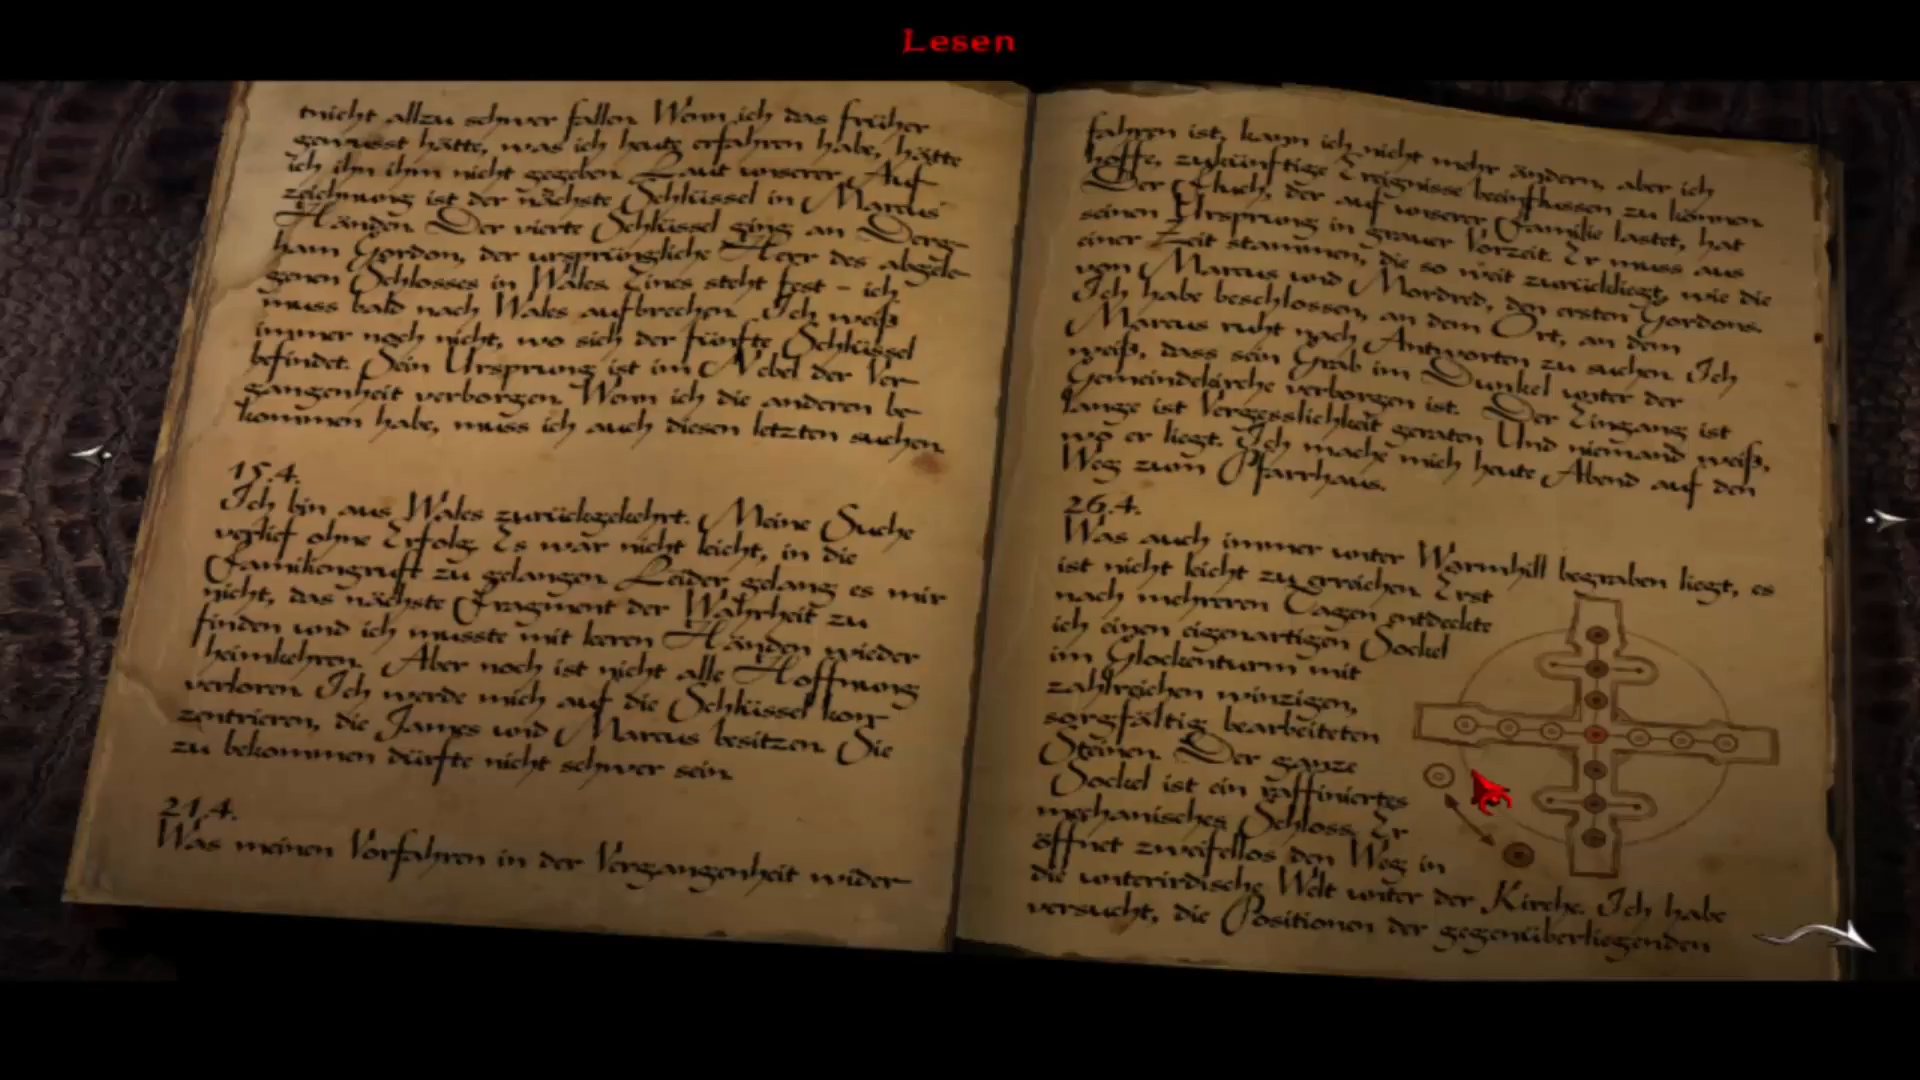 Lesen
tnicht allzu schwer fallen. Wenn ich das früher
gewusst hätte, was ich heute erfahren habe, hätte
ich ihn ihm nicht gegeben. Laut unserer Auf-
zeichnung ist der nächste Schlüssel in Marcus'
Händen. Der vierte Schlüssel ging an Derg-
ham Gordon, der ursprüngliche Herr des abgele-
genen Schlosses in Wales. Eines steht fest - ich
muss bald nach Wales aufbrechen. Ich weiß
immer noch nicht, wo sich der fünfte Schlüssel
befindet. Sein Ursprung ist im Nebel der Ver-
gangenheit verborgen. Wenn ich die anderen be-
kommen habe, muss ich auch diesen letzten suchen.
15.4.
Ich bin aus Wales zurückgekehrt. Meine Suche
verlief ohne Erfolg. Es war nicht leicht, in die
Familiengruft zu gelangen. Leider gelang es mir
nicht, das nächste Fragment der Wahrheit zu
finden und ich musste mit leeren Händen wieder
heimkehren. Aber noch ist nicht alle Hoffnung
verloren. Ich werde mich auf die Schlüssel kon-
zentrieren, die James und Marcus besitzen. Sie
zu bekommen dürfte nicht schwer sein.
21.4.
Was meinen Vorfahren in der Vergangenheit wider-
fahren ist, kann ich nicht mehr ändern, aber ich
hoffe, zukünftige Ereignisse beeinflussen zu können.
Der Fluch, der auf unserer Familie lastet, hat
seinen Ursprung in grauer Vorzeit. Er muss aus
einer Zeit stammen, die so weit zurückliegt, wie die
von Marcus und Mordred, den ersten Gordons.
Ich habe beschlossen, an dem Ort, an dem
Marcus ruht nach Antworten zu suchen. Ich
weiß, dass sein Grab im Dunkel unter der
Gemeindekirche verborgen ist. Der Eingang ist
lange ist Vergesslichkeit geraten. Und niemand weiß,
wo er liegt. Ich mache mich heute Abend auf den
Weg zum Pfarrhaus.
26.4.
Was auch immer unter Warmhill begraben liegt, es
ist nicht leicht zu erreichen. Erst
nach mehreren Tagen entdeckte
ich einen eigenartigen Sockel
im Glockenturm mit
zahlreichen winzigen,
sorgfältig bearbeiteten
Steinen. Der ganze
Sockel ist ein raffiniertes
mechanisches Schloss. Er
öffnet zweifellos den Weg in
die unterirdische Welt unter der Kirche. Ich habe
versucht, die Positionen der gegenüberliegenden